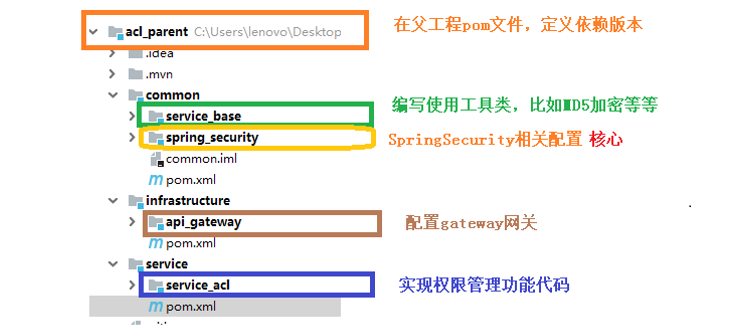 acl_parent C:\Users\lenovo\Desktop 在父工程pom文件，定义依赖版本
.idea
.mvn
common
service_base 编写使用工具类，比如MD5加密等等
spring_security SpringSecurity相关配置 核心
common.iml
pom.xml
infrastructure
api_gateway 配置gateway网关
pom.xml
service
service_acl 实现权限管理功能代码
pom.xml